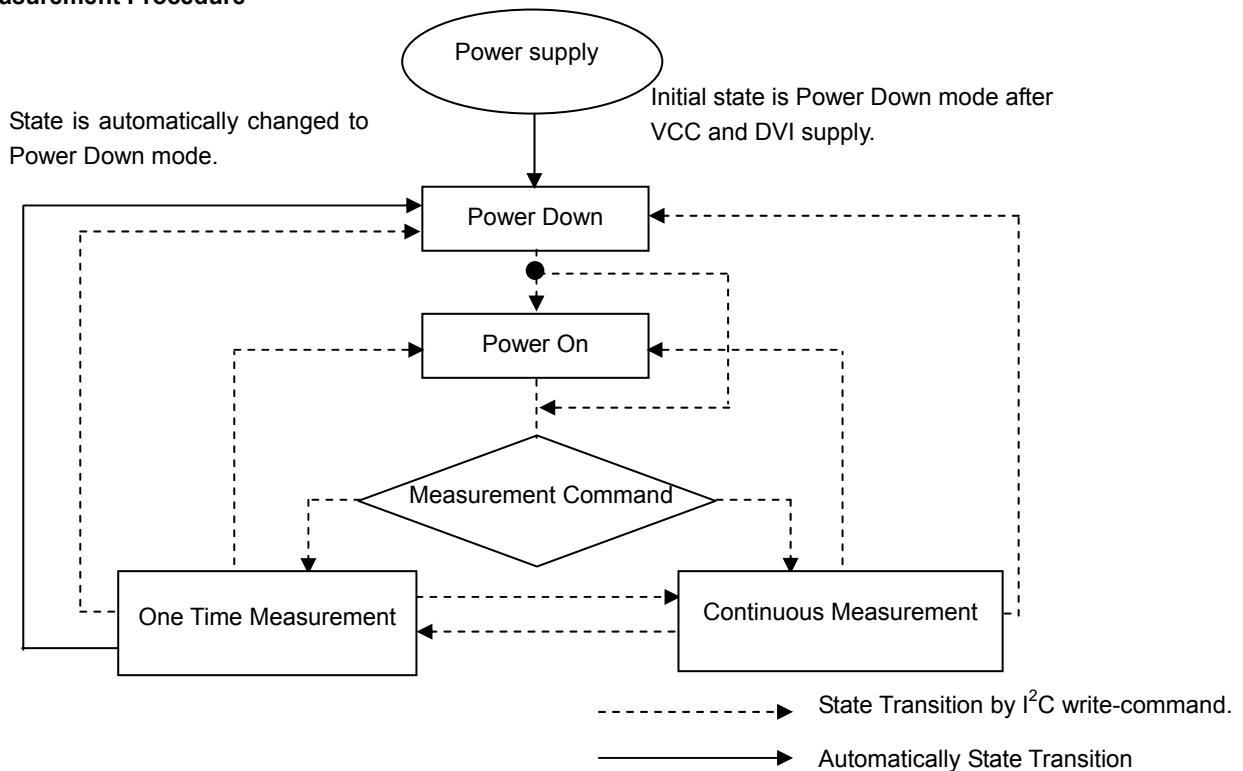 Power supply
Initial state is Power Down mode after
VCC and DVI supply.
State is automatically changed to
Power Down mode.
Power Down
Power On
Measurement Command
One Time Measurement
Continuous Measurement
State Transition by I²C write-command.
Automatically State Transition